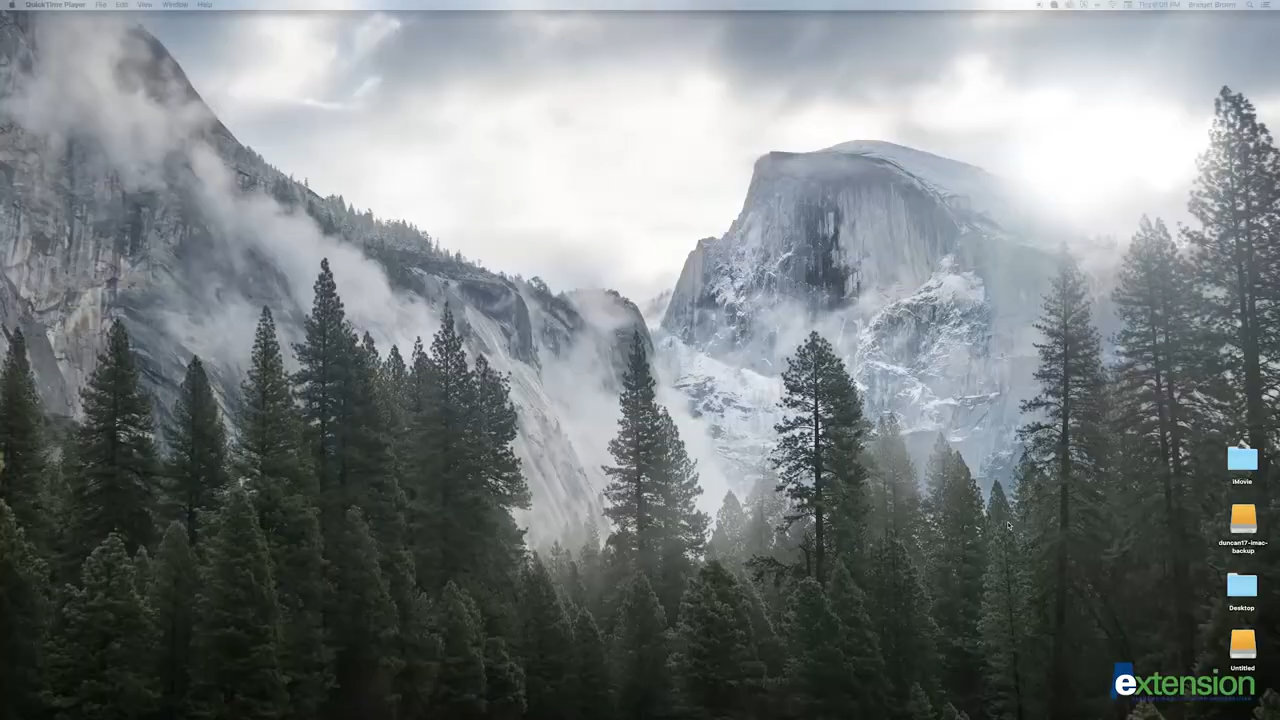 QuickTime Player File Edit View Window Help
iMovie
duncan17-imac-
backup
Desktop
Untitled
extension